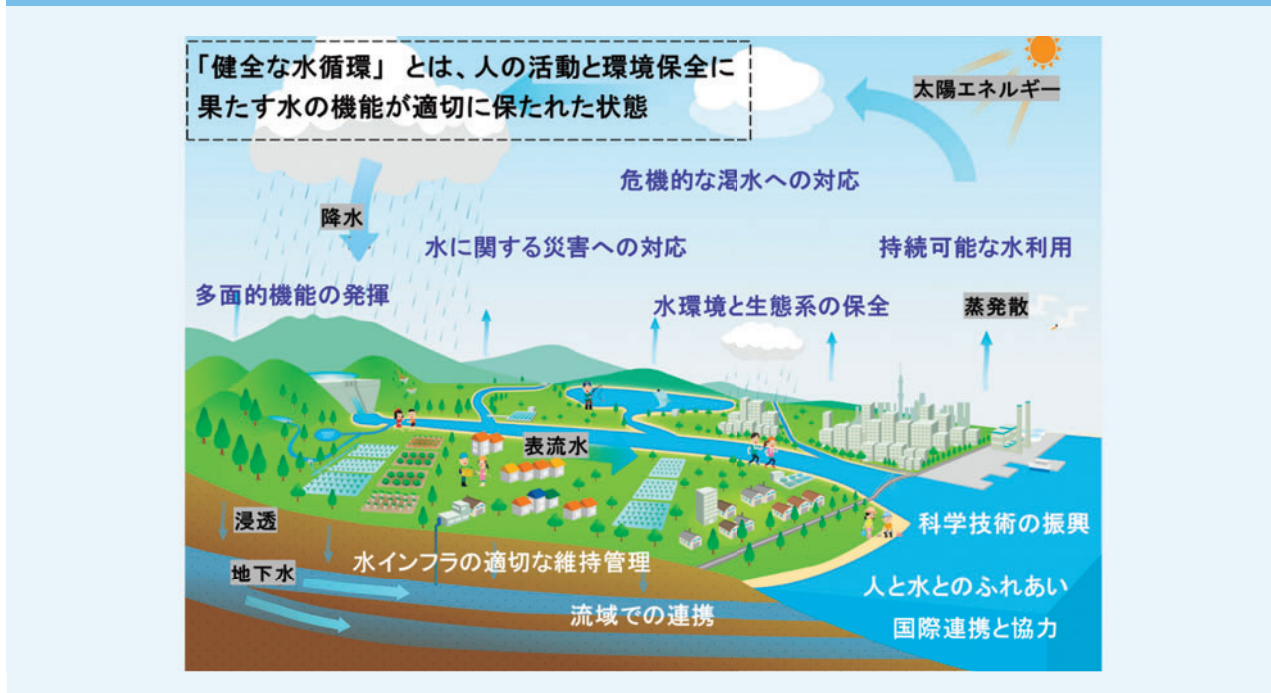 「健全な水循環」 とは、人の活動と環境保全に
果たす水の機能が適切に保たれた状態
太陽エネルギー
危機的な渇水への対応
降水
水に関する災害への対応
持続可能な水利用
多面的機能の発揮
水環境と生態系の保全
蒸発散
表流水
浸透
科学技術の振興
水インフラの適切な維持管理
地下水
人と水とのふれあい
流域での連携
国際連携と協力